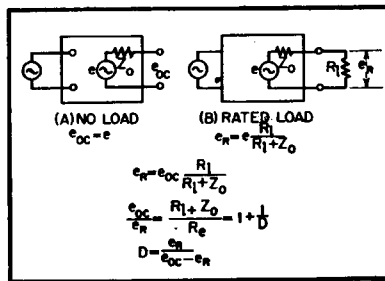 e Z₀ e_OC
e Z₀ R₁ e_R
(A) NO LOAD
e_OC = e
(B) RATED LOAD
e_R = e R₁/(R₁+Z₀)
e_R = e_OC R₁/(R₁+Z₀)
e_OC/e_R = (R₁+Z₀)/R_e = 1 + 1/D
D = e_R/(e_OC-e_R)